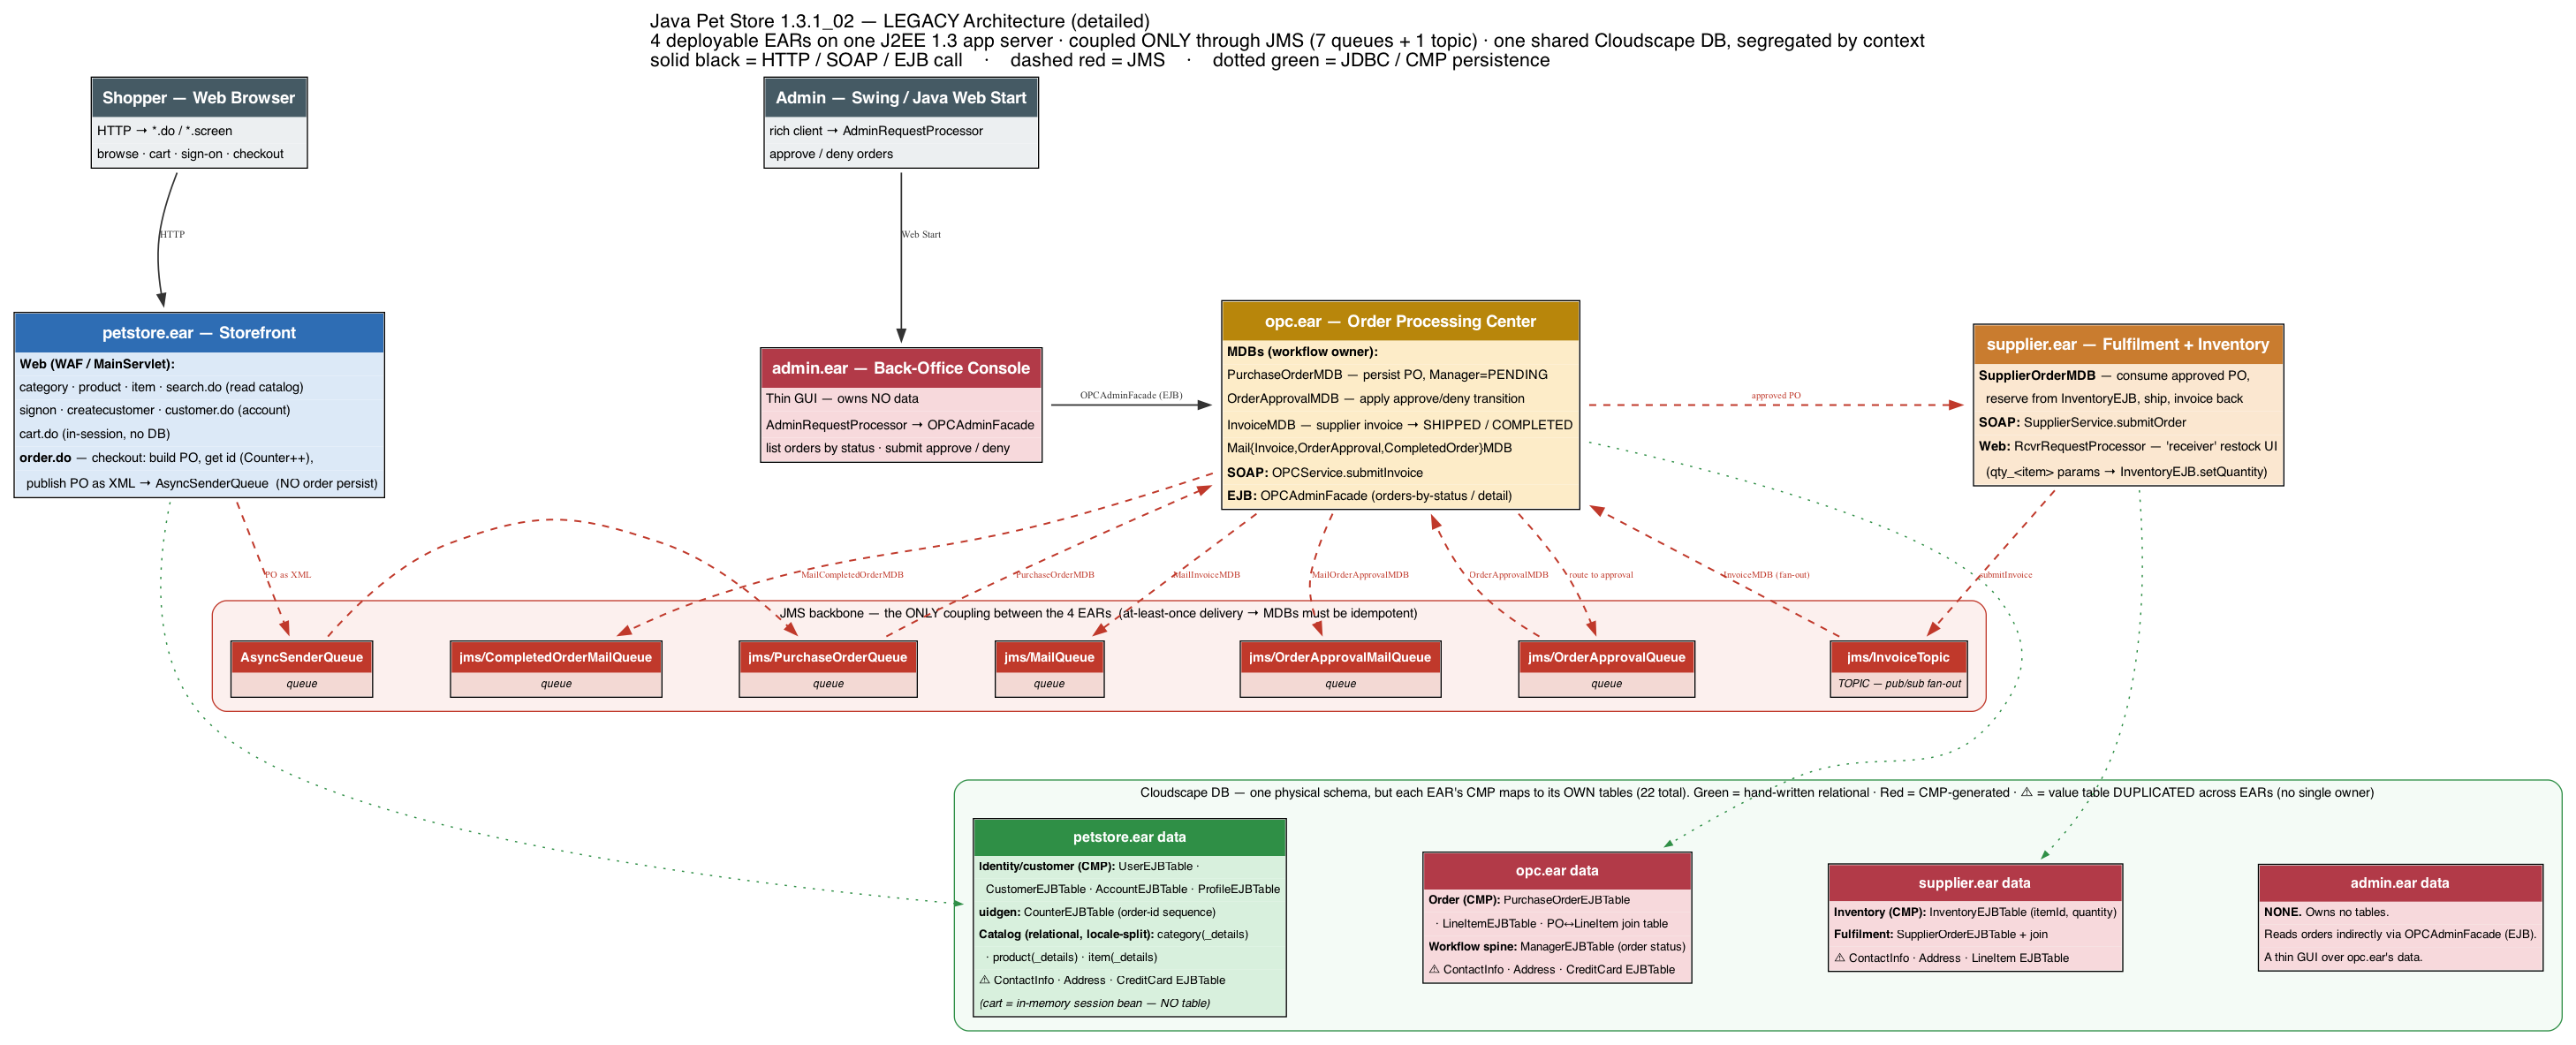 Java Pet Store 1.3.1_02 — LEGACY Architecture (detailed)
4 deployable EARs on one J2EE 1.3 app server · coupled ONLY through JMS (7 queues + 1 topic) · one shared Cloudscape DB, segregated by context
solid black = HTTP / SOAP / EJB call · dashed red = JMS · dotted green = JDBC / CMP persistence
Shopper — Web Browser
HTTP → *.do / *.screen
browse · cart · sign-on · checkout
Admin — Swing / Java Web Start
rich client → AdminRequestProcessor
approve / deny orders
HTTP
Web Start
petstore.ear — Storefront
Web (WAF / MainServlet):
category · product · item · search.do (read catalog)
signon · createcustomer · customer.do (account)
cart.do (in-session, no DB)
order.do — checkout: build PO, get id (Counter++),
publish PO as XML → AsyncSenderQueue (NO order persist)
admin.ear — Back-Office Console
Thin GUI — owns NO data
AdminRequestProcessor → OPCAdminFacade
list orders by status · submit approve / deny
OPCAdminFacade (EJB)
opc.ear — Order Processing Center
MDBs (workflow owner):
PurchaseOrderMDB — persist PO, Manager=PENDING
OrderApprovalMDB — apply approve/deny transition
InvoiceMDB — supplier invoice → SHIPPED / COMPLETED
Mail{Invoice,OrderApproval,CompletedOrder}MDB
SOAP: OPCService.submitInvoice
EJB: OPCAdminFacade (orders-by-status / detail)
approved PO
supplier.ear — Fulfilment + Inventory
SupplierOrderMDB — consume approved PO,
reserve from InventoryEJB, ship, invoice back
SOAP: SupplierService.submitOrder
Web: RcvrRequestProcessor — 'receiver' restock UI
(qty_<item> params → InventoryEJB.setQuantity)
PO as XML
MailCompletedOrderMDB
PurchaseOrderMDB
MailInvoiceMDB
MailOrderApprovalMDB
OrderApprovalMDB
route to approval
InvoiceMDB (fan-out)
submitInvoice
JMS backbone — the ONLY coupling between the 4 EARs (at-least-once delivery → MDBs must be idempotent)
AsyncSenderQueue
queue
jms/CompletedOrderMailQueue
queue
jms/PurchaseOrderQueue
queue
jms/MailQueue
queue
jms/OrderApprovalMailQueue
queue
jms/OrderApprovalQueue
queue
jms/InvoiceTopic
TOPIC — pub/sub fan-out
Cloudscape DB — one physical schema, but each EAR's CMP maps to its OWN tables (22 total). Green = hand-written relational · Red = CMP-generated · ⚠ = value table DUPLICATED across EARs (no single owner)
petstore.ear data
Identity/customer (CMP): UserEJBTable ·
CustomerEJBTable · AccountEJBTable · ProfileEJBTable
uidgen: CounterEJBTable (order-id sequence)
Catalog (relational, locale-split): category(_details)
· product(_details) · item(_details)
⚠ ContactInfo · Address · CreditCard EJBTable
(cart = in-memory session bean — NO table)
opc.ear data
Order (CMP): PurchaseOrderEJBTable
· LineItemEJBTable · PO↔LineItem join table
Workflow spine: ManagerEJBTable (order status)
⚠ ContactInfo · Address · CreditCard EJBTable
supplier.ear data
Inventory (CMP): InventoryEJBTable (itemId, quantity)
Fulfilment: SupplierOrderEJBTable + join
⚠ ContactInfo · Address · LineItem EJBTable
admin.ear data
NONE. Owns no tables.
Reads orders indirectly via OPCAdminFacade (EJB).
A thin GUI over opc.ear's data.